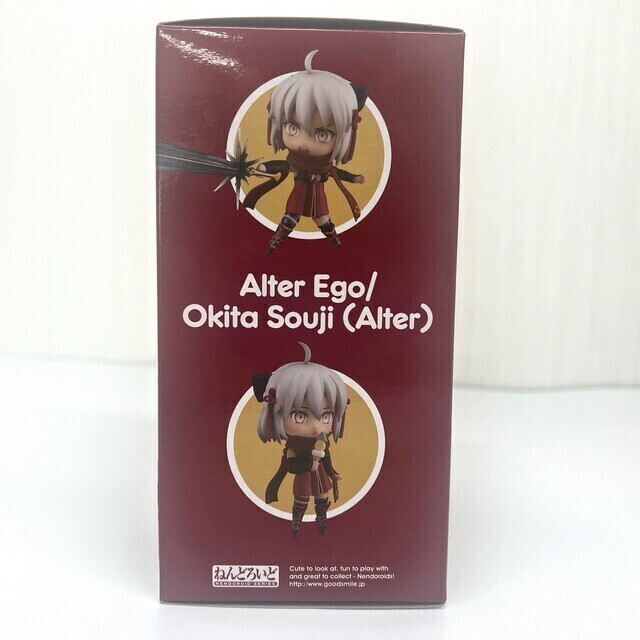 Alter Ego/
Okita Souji (Alter)
ねんどろいど
NENDOROID SERIES
Cute to look at, fun to play with
and great to collect - Nendoroids!
http://www.goodsmile.com